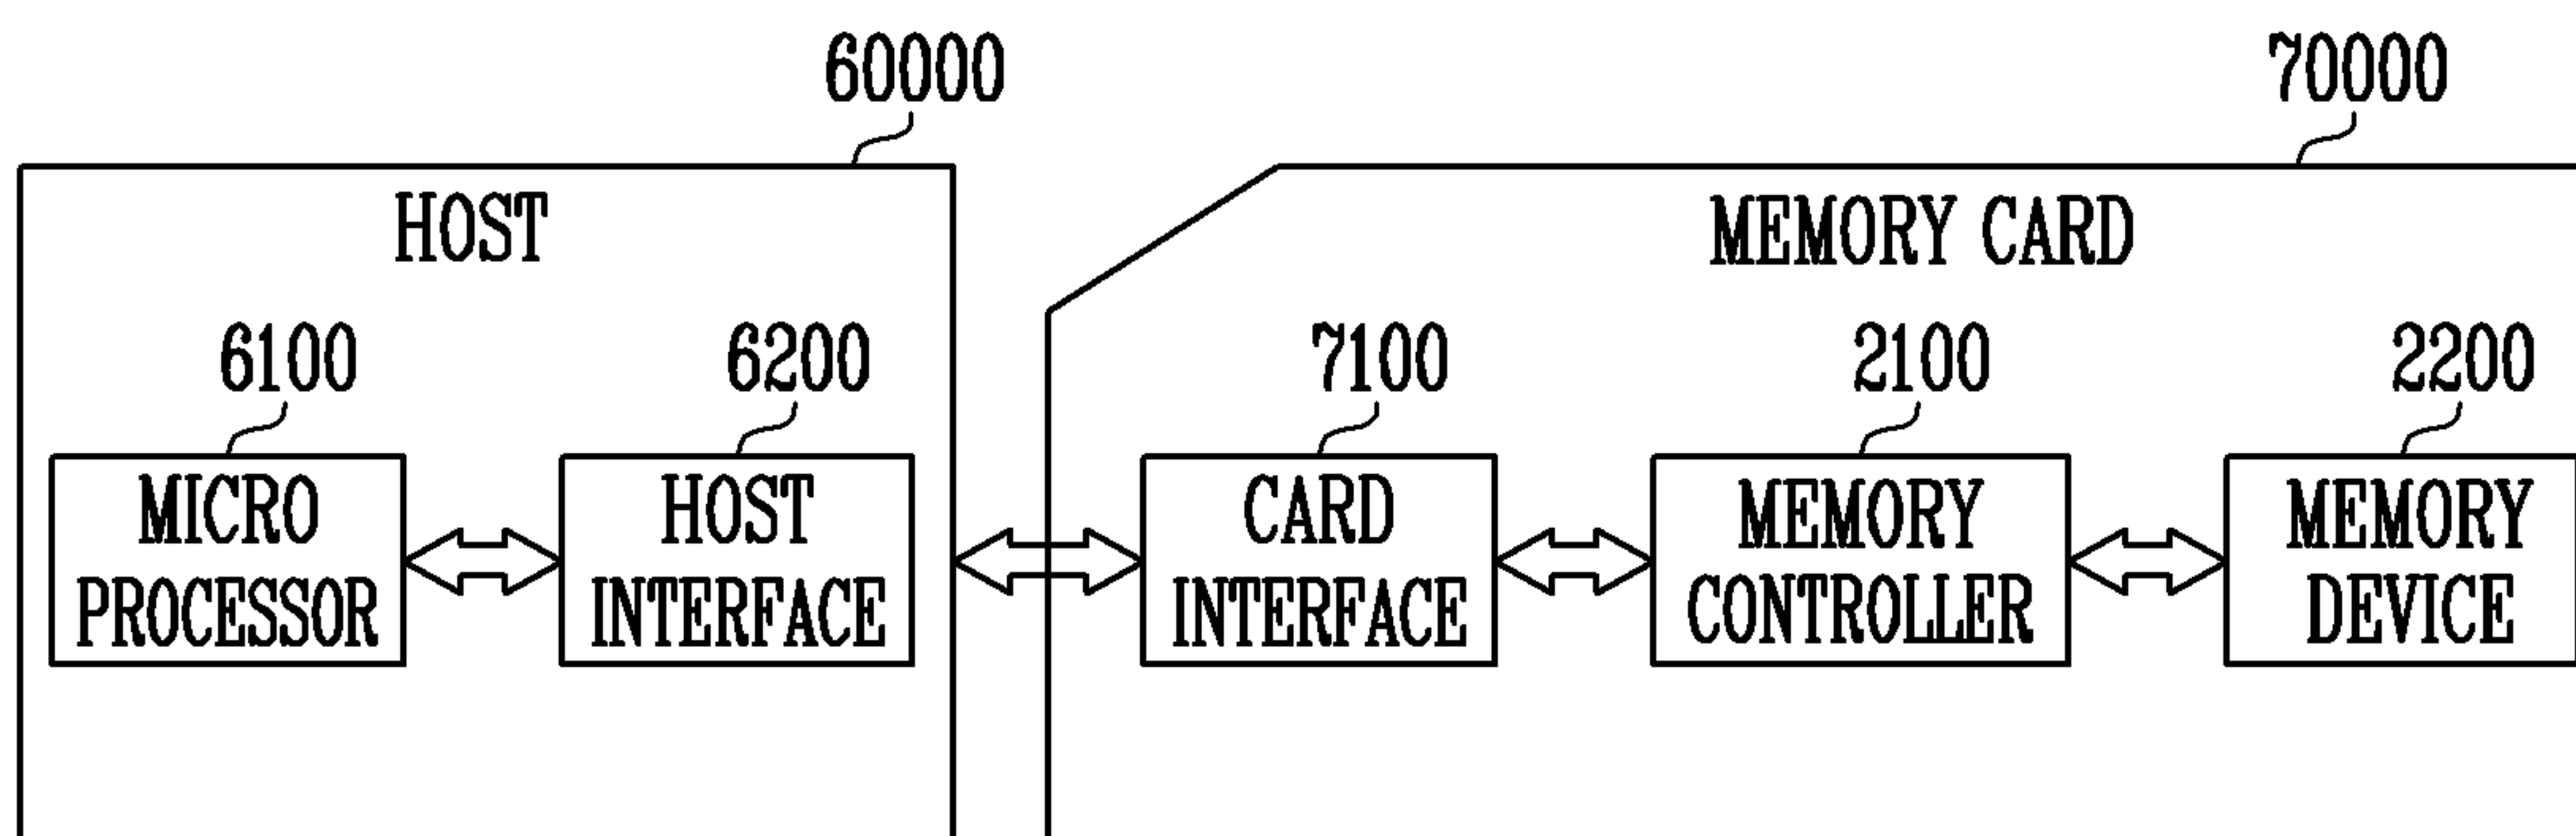 60000
70000
HOST
MEMORY CARD
6100
6200
7100
2100
2200
MICRO
PROCESSOR
HOST
INTERFACE
CARD
INTERFACE
MEMORY
CONTROLLER
MEMORY
DEVICE